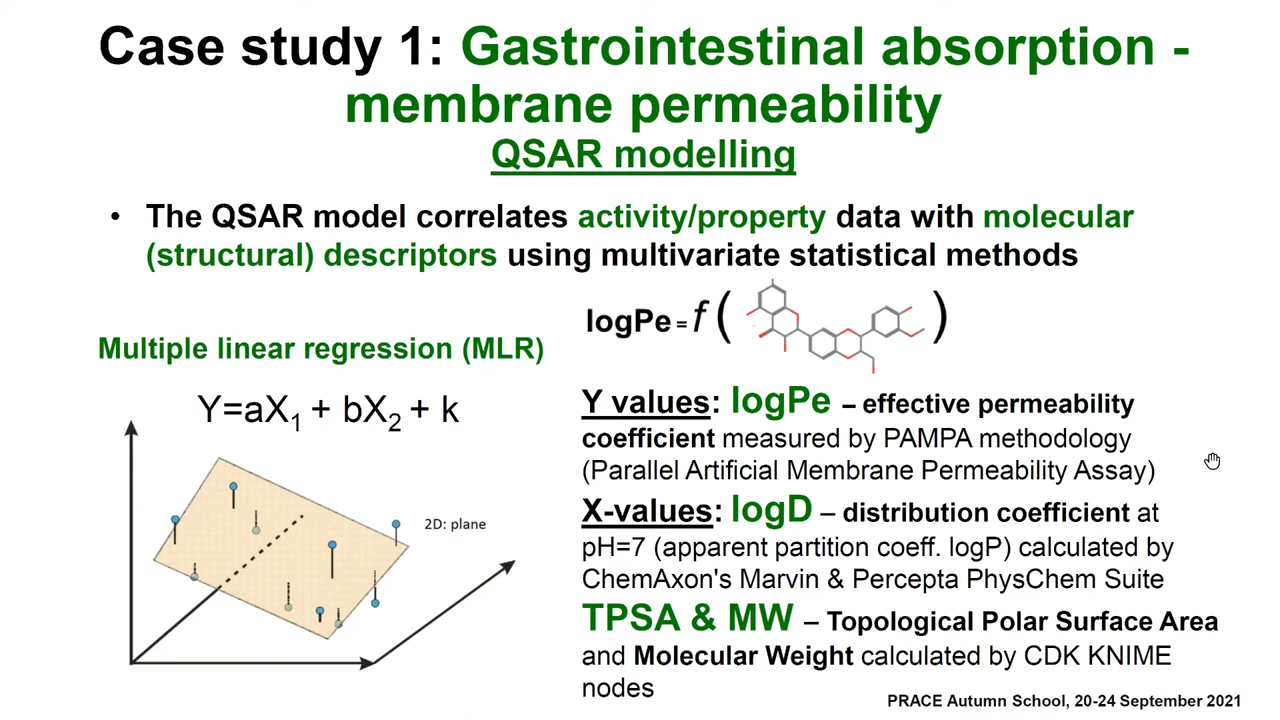 Case study 1: Gastrointestinal absorption -
membrane permeability
QSAR modelling
• The QSAR model correlates activity/property data with molecular
(structural) descriptors using multivariate statistical methods
logPe = f ( )
Multiple linear regression (MLR)
Y=aX1 + bX2 + k
2D: plane
Y values: logPe – effective permeability
coefficient measured by PAMPA methodology
(Parallel Artificial Membrane Permeability Assay)
X-values: logD – distribution coefficient at
pH=7 (apparent partition coeff. logP) calculated by
ChemAxon's Marvin & Percepta PhysChem Suite
TPSA & MW – Topological Polar Surface Area
and Molecular Weight calculated by CDK KNIME
nodes
PRACE Autumn School, 20-24 September 2021